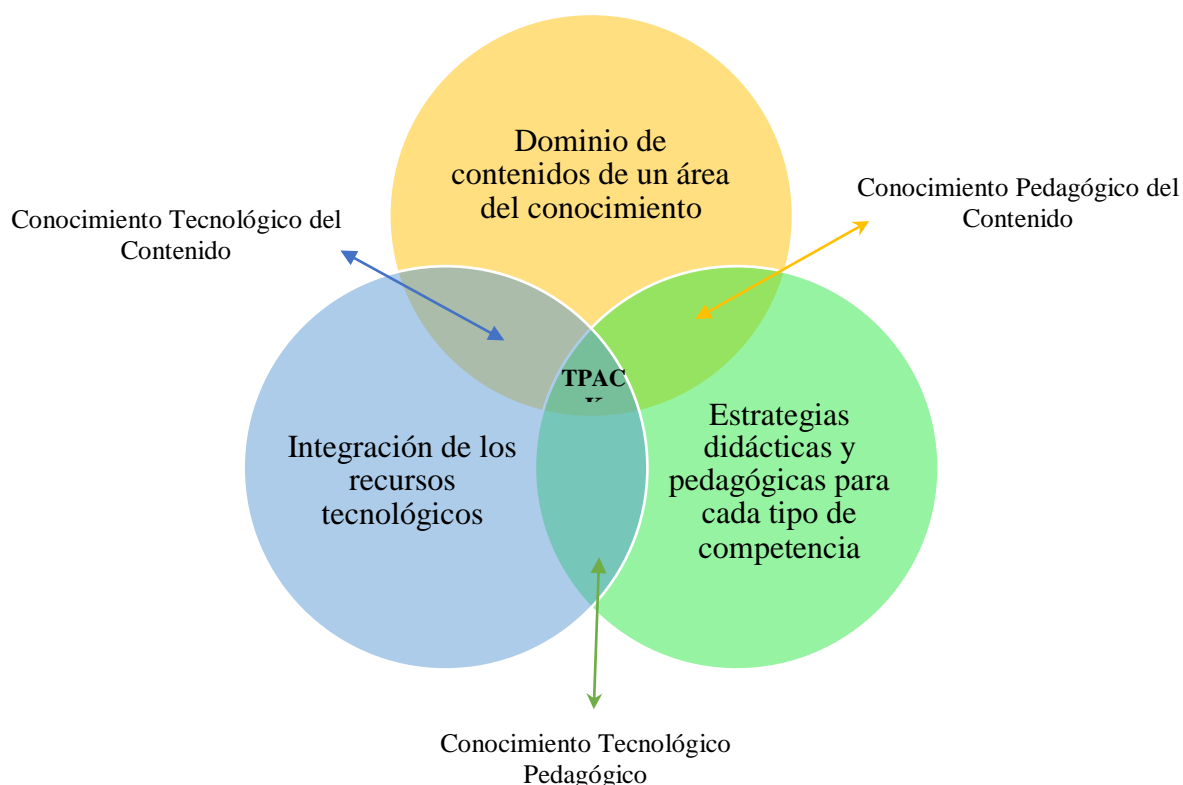 Dominio de
contenidos de un área
del conocimiento
Conocimiento Pedagógico del
Contenido
Conocimiento Tecnológico del
Contenido
TPAC
K
Estrategias
didácticas y
pedagógicas para
cada tipo de
competencia
Integración de los
recursos
tecnológicos
Conocimiento Tecnológico
Pedagógico